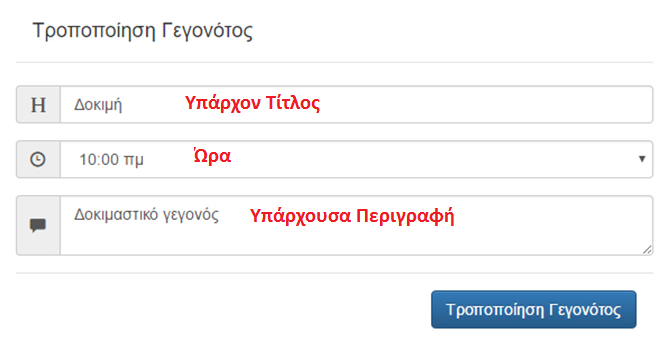 Τροποποίηση Γεγονότος
H Δοκιμή Υπάρχον Τίτλος
10:00 πμ Ώρα
Δοκιμαστικό γεγονός Υπάρχουσα Περιγραφή
Τροποποίηση Γεγονότος